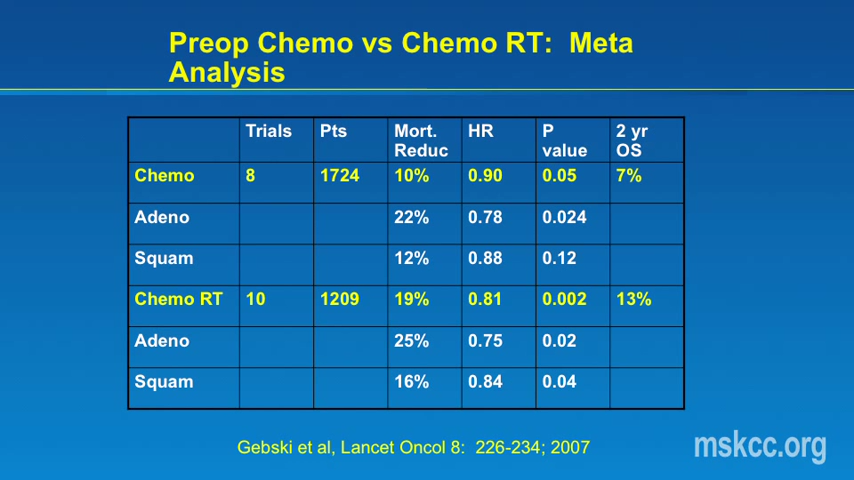 Preop Chemo vs Chemo RT:  Meta
Analysis
Trials Pts Mort. Reduc HR P value 2 yr OS
Chemo 8 1724 10% 0.90 0.05 7%
Adeno 22% 0.78 0.024
Squam 12% 0.88 0.12
Chemo RT 10 1209 19% 0.81 0.002 13%
Adeno 25% 0.75 0.02
Squam 16% 0.84 0.04
Gebski et al, Lancet Oncol 8:  226-234; 2007
mskcc.org